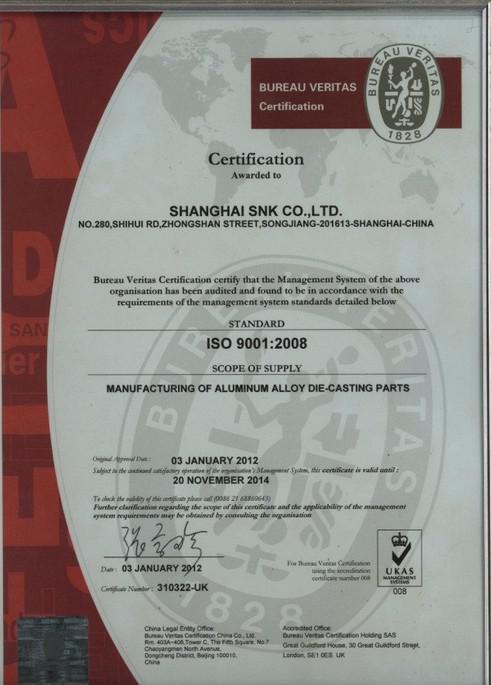 BUREAU VERITAS
Certification
BUREAU VERITAS
1828
Certification
Awarded to
SHANGHAI SNK CO.,LTD.
NO.280,SHIHUI RD,ZHONGSHAN STREET,SONGJIANG-201613-SHANGHAI-CHINA
Bureau Veritas Certification certify that the Management System of the above
organisation has been audited and found to be in accordance with the
requirements of the management system standards detailed below
STANDARD
ISO 9001:2008
SCOPE OF SUPPLY
MANUFACTURING OF ALUMINUM ALLOY DIE-CASTING PARTS
Original Approval Date : 03 JANUARY 2012
Subject to the continued satisfactory operation of the organisation's Management System, this certificate is valid until :
20 NOVEMBER 2014
To check the validity of this certificate please call (0086 21 68869643)
Further clarification regarding the scope of this certificate and the applicability of the management
system requirements may be obtained by consulting the organisation
Date : 03 JANUARY 2012
Certificate Number : 310322-UK
For Bureau Veritas Certification
using the accreditation
certificate number 008
UKAS
MANAGEMENT
SYSTEMS
008
China Legal Entity Office:
Bureau Veritas Certification China Co., Ltd.
Rm. 403A~408,Tower C, The Fifth Square, No.7
Chaoyangmen North Avenue,
Dongcheng District, Beijing 100010,
China
Accredited Office:
Bureau Veritas Certification Holding SAS
Great Guildford House, 30 Great Guildford Street,
London, SE1 0ES UK